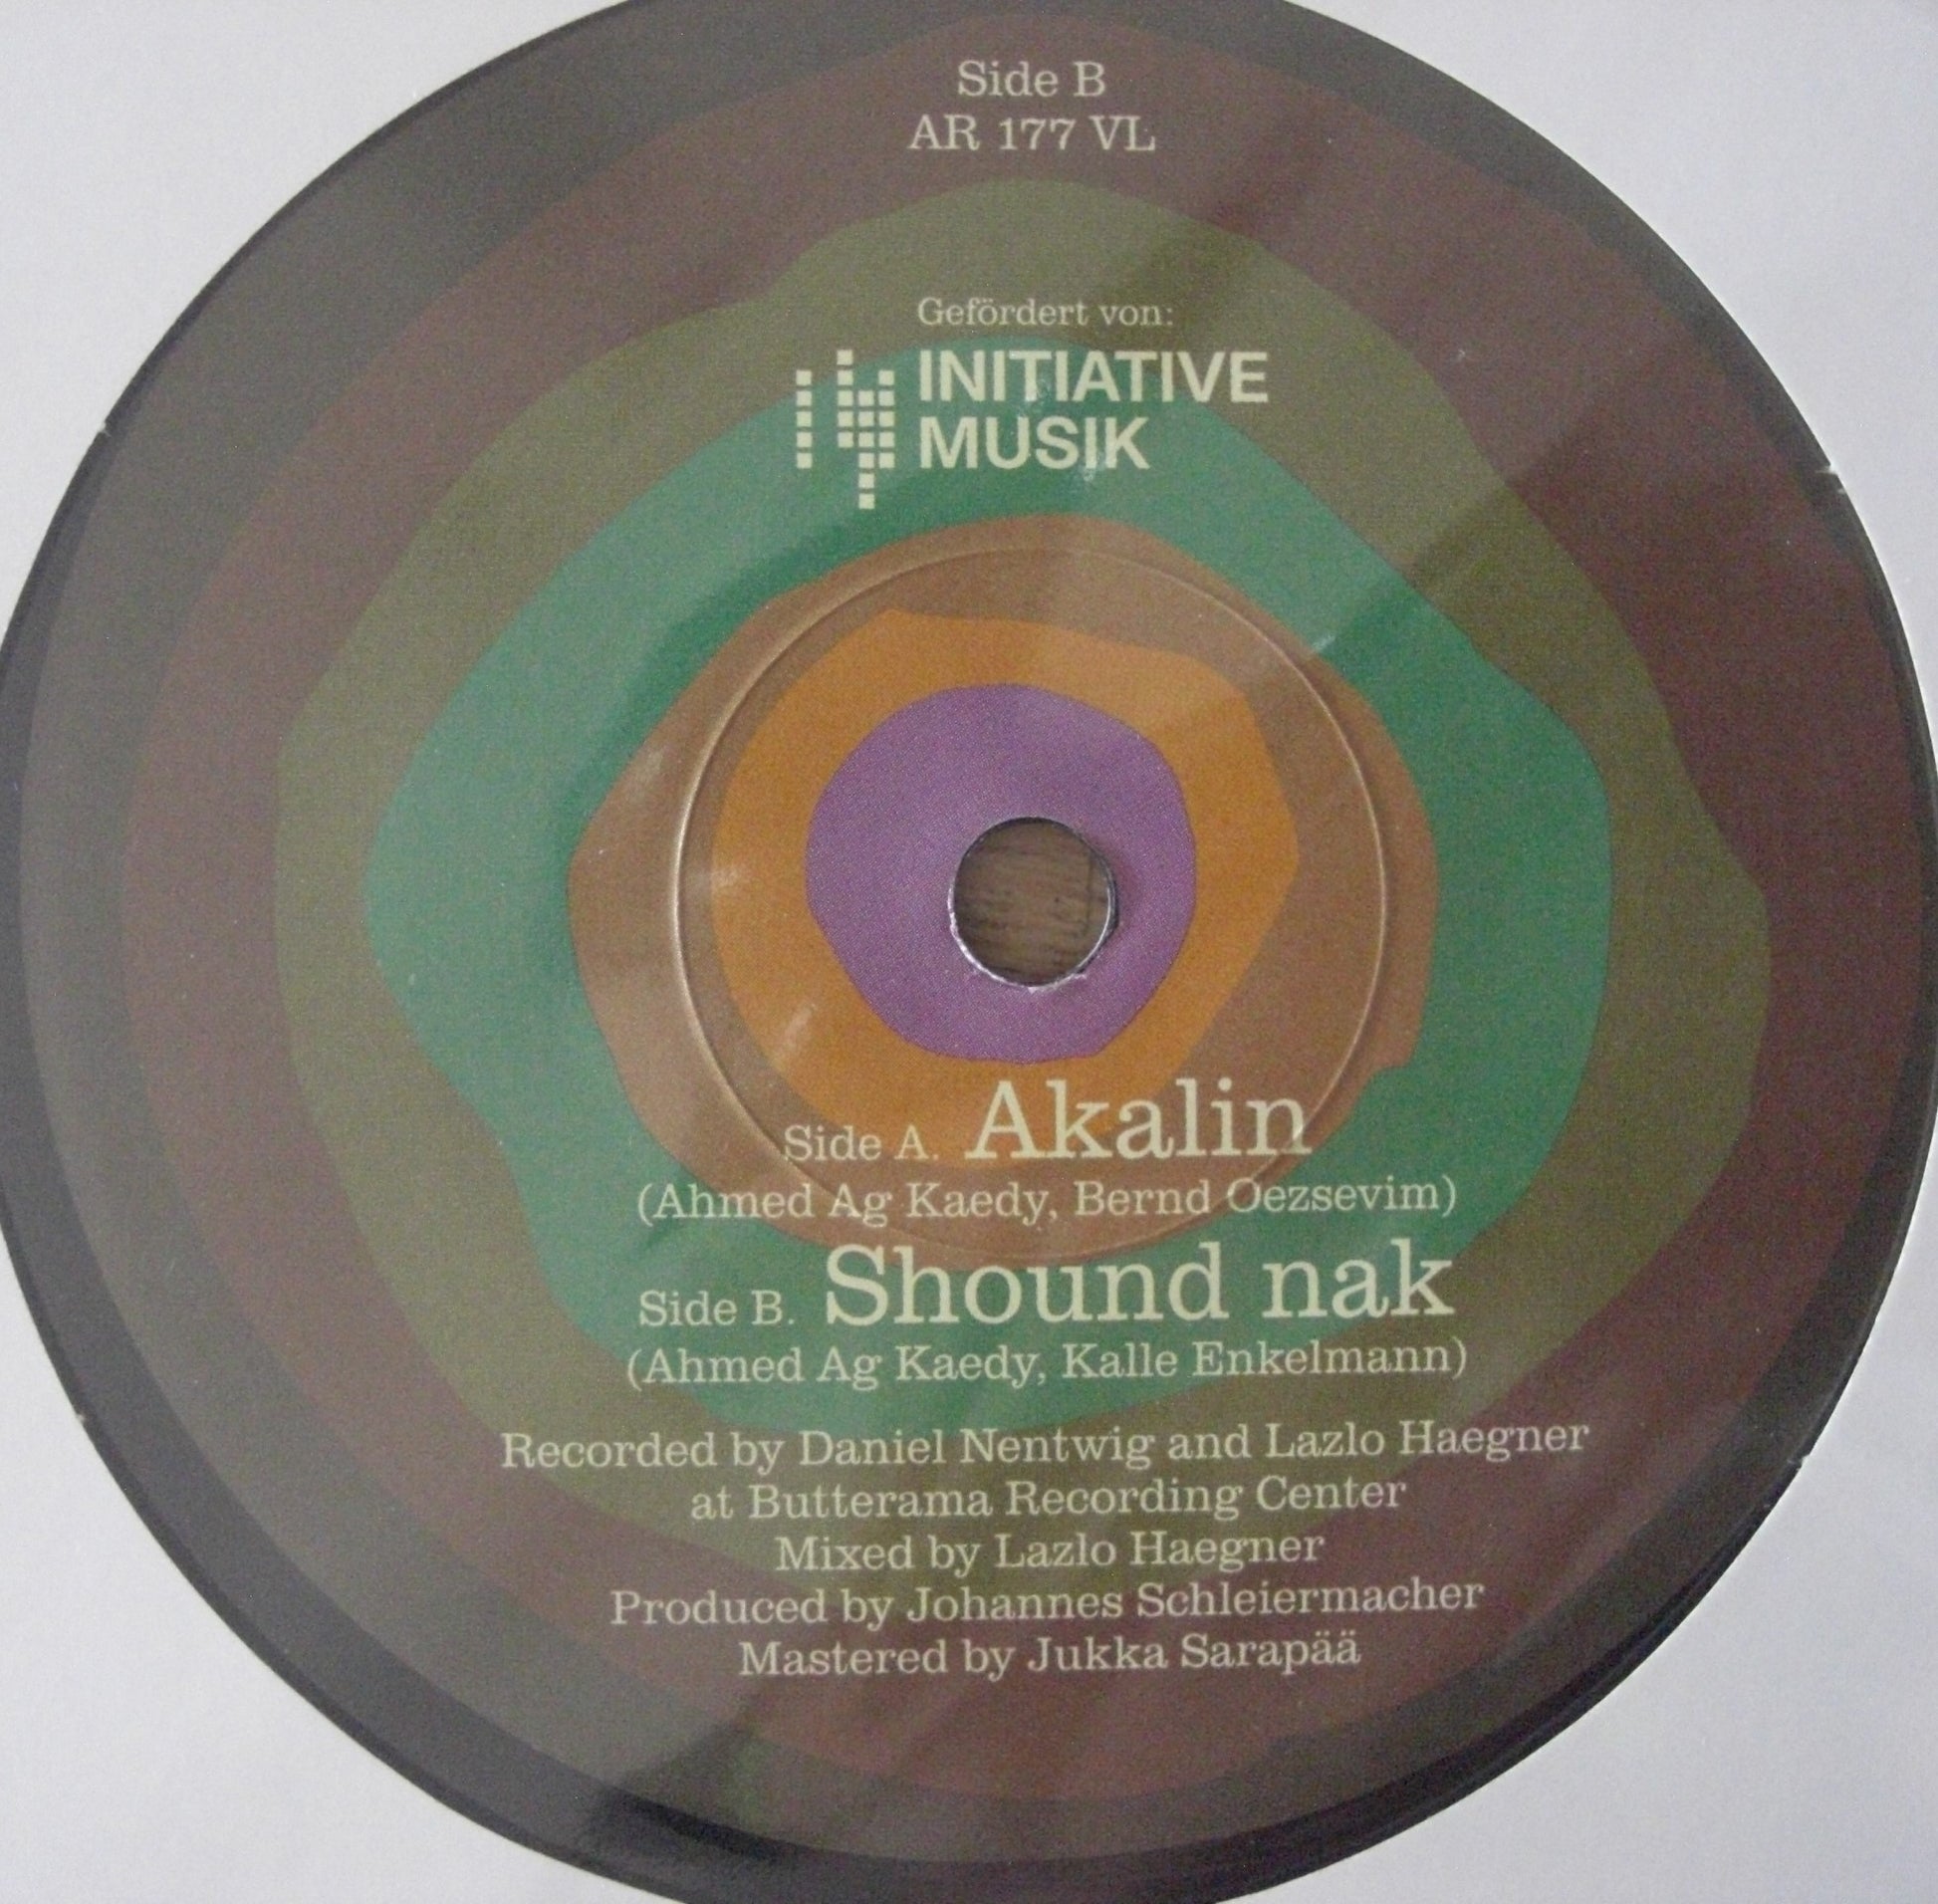 Side B
AR 177 VL
Gefördert von:
INITIATIVE
MUSIK
Side A. Akalin
(Ahmed Ag Kaedy, Bernd Oezsevim)
Side B. Shound nak
(Ahmed Ag Kaedy, Kalle Enkelmann)
Recorded by Daniel Nentwig and Lazlo Haegner
at Butterama Recording Center
Mixed by Lazlo Haegner
Produced by Johannes Schleiermacher
Mastered by Jukka Sarapää